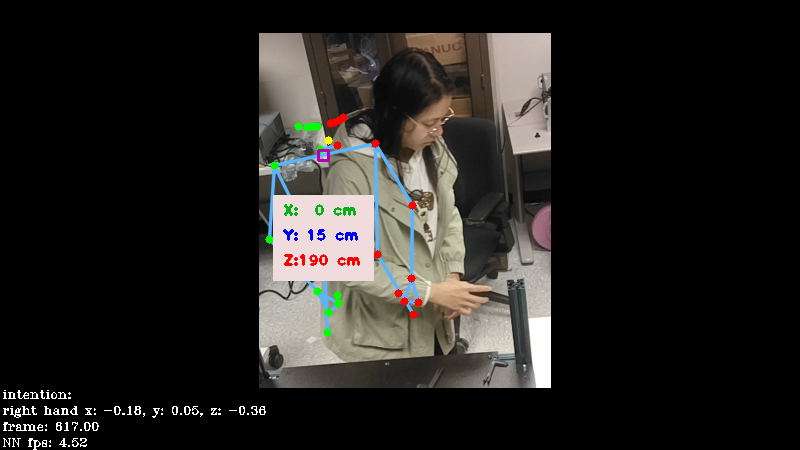 FANUC
X: 0 cm
Y: 15 cm
Z:190 cm
intention:
right hand x: -0.18, y: 0.05, z: -0.36
frame: 617.00
NN fps: 4.52